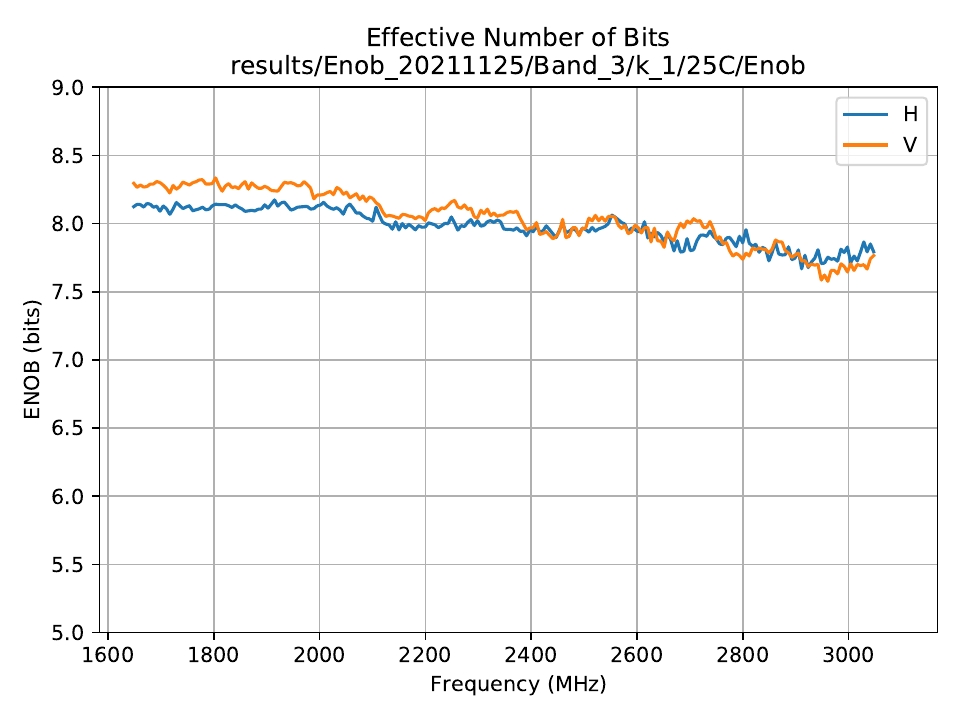 Effective Number of Bits
results/Enob_20211125/Band_3/k_1/25C/Enob
H
V
9.0
8.5
8.0
7.5
7.0
6.5
6.0
5.5
5.0
ENOB (bits)
1600 1800 2000 2200 2400 2600 2800 3000
Frequency (MHz)